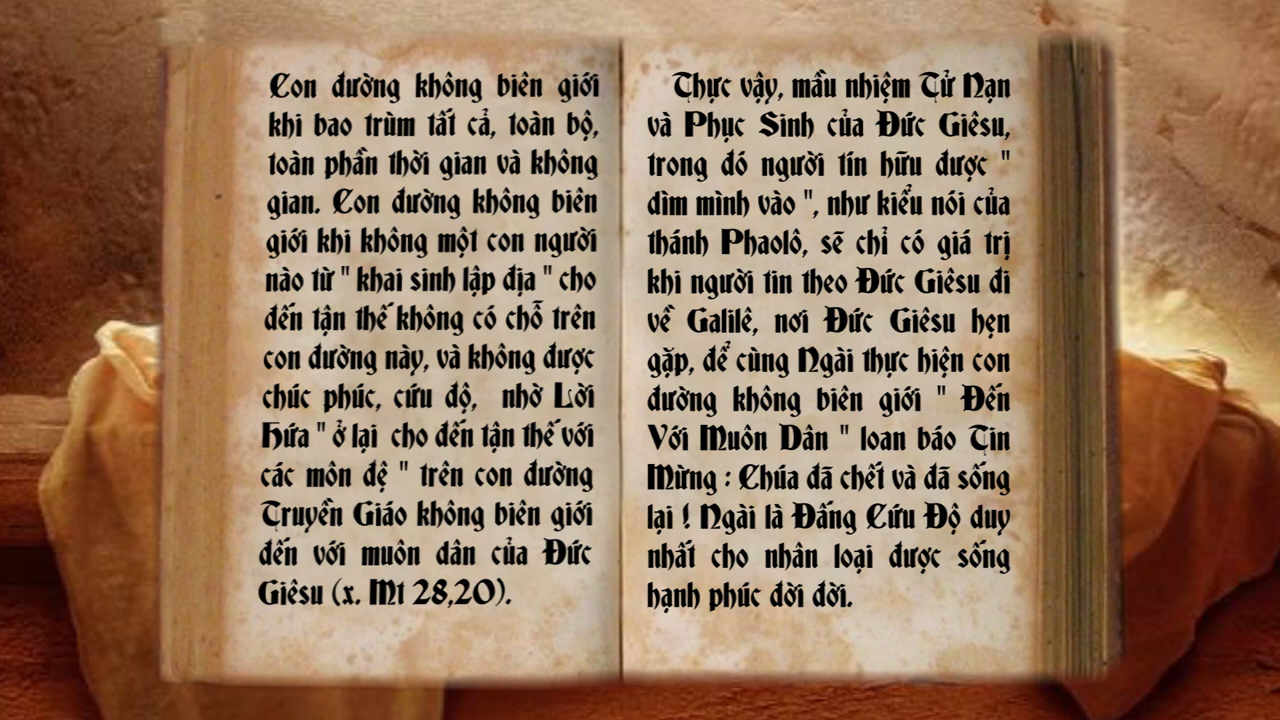 Con đường không biên giới
khi bao trùm tất cả, toàn bộ,
toàn phần thời gian và không
gian. Con đường không biên
giới khi không một con người
nào từ " khai sinh lập địa " cho
đến tận thế không có chỗ trên
con đường này, và không được
chúc phúc, cứu độ, nhờ Lời
Hứa " ở lại cho đến tận thế với
các môn đệ " trên con đường
Truyền Giáo không biên giới
đến với muôn dân của Đức
Giêsu (x. Mt 28,20).
Thực vậy, mầu nhiệm Tử Nạn
và Phục Sinh của Đức Giêsu,
trong đó người tín hữu được "
dìm mình vào ", như kiểu nói của
thánh Phaolô, sẽ chỉ có giá trị
khi người tin theo Đức Giêsu đi
về Galilê, nơi Đức Giêsu hẹn
gặp, để cùng Ngài thực hiện con
đường không biên giới " Đến
Với Muôn Dân " loan báo Tin
Mừng : Chúa đã chết và đã sống
lại ! Ngài là Đấng Cứu Độ duy
nhất cho nhân loại được sống
hạnh phúc đời đời.